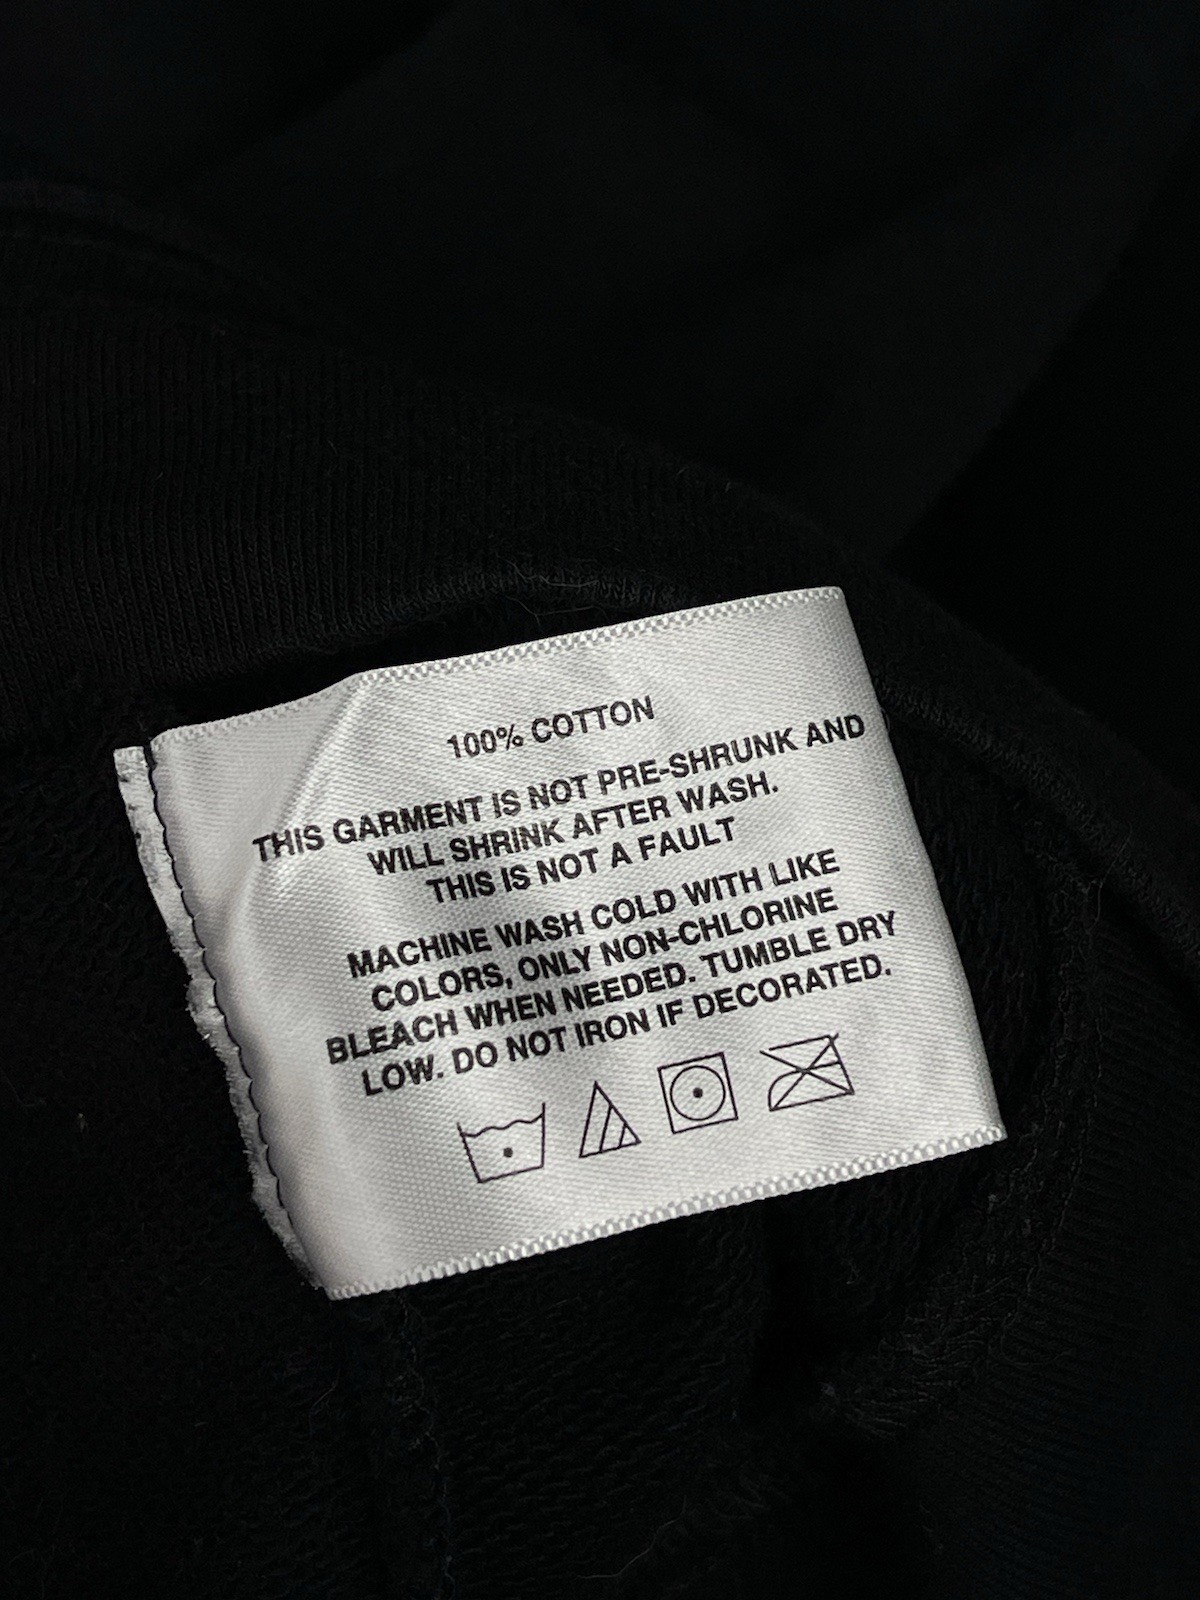 100% COTTON
THIS GARMENT IS NOT PRE-SHRUNK AND
WILL SHRINK AFTER WASH.
THIS IS NOT A FAULT
MACHINE WASH COLD WITH LIKE
COLORS, ONLY NON-CHLORINE
BLEACH WHEN NEEDED. TUMBLE DRY
LOW. DO NOT IRON IF DECORATED.